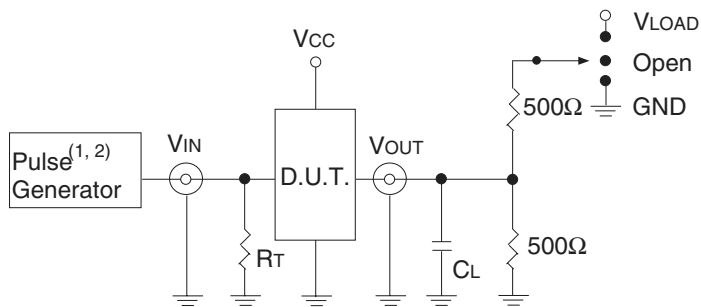 VLOAD
VCC
Open
500Ω
GND
Pulse(1, 2)
Generator
VIN
D.U.T.
VOUT
RT
CL
500Ω